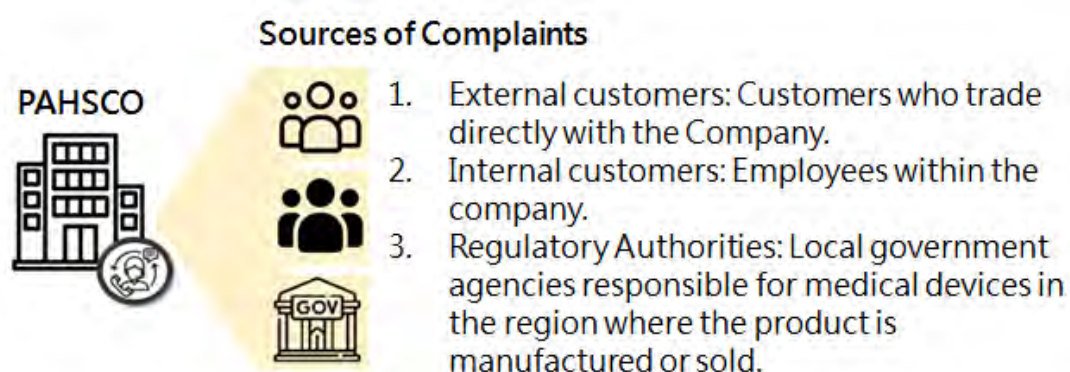 Sources of Complaints
PAHSCO
1. External customers: Customers who trade
directly with the Company.
2. Internal customers: Employees within the
company.
3. Regulatory Authorities: Local government
agencies responsible for medical devices in
the region where the product is
manufactured or sold.
GOV